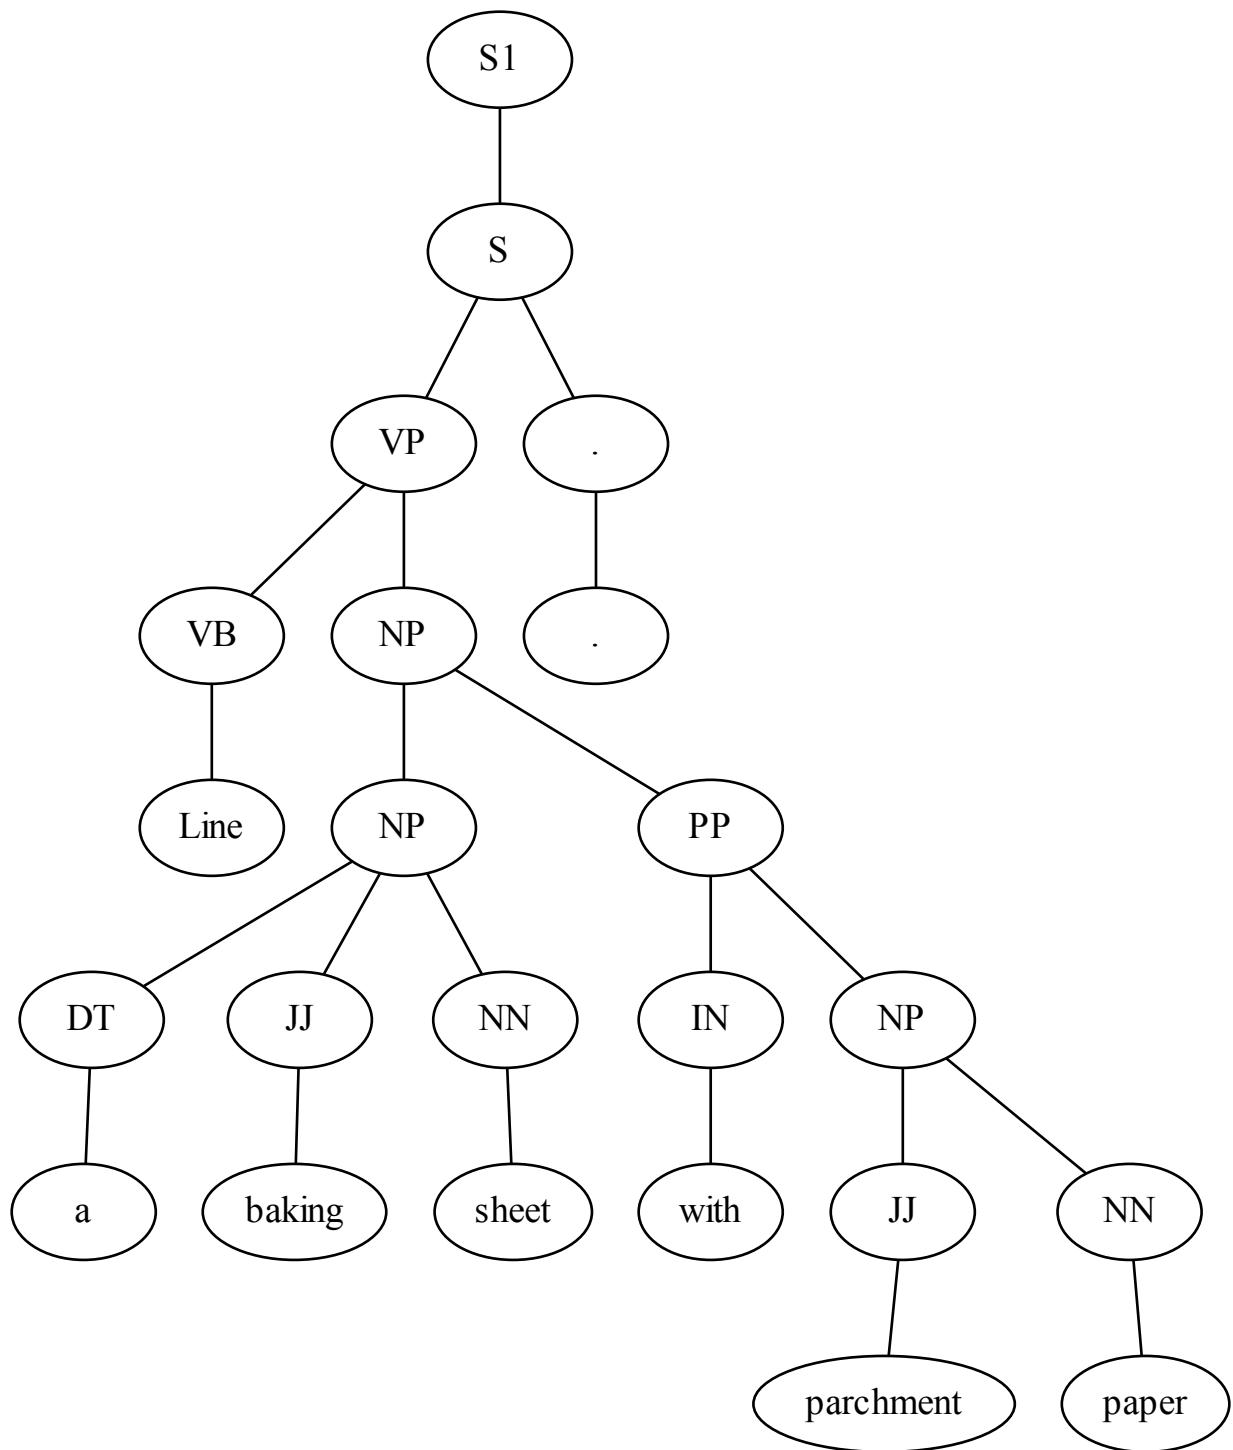 S1
S
VP .
VB NP .
Line NP PP
DT JJ NN IN NP
a baking sheet with JJ NN
parchment paper